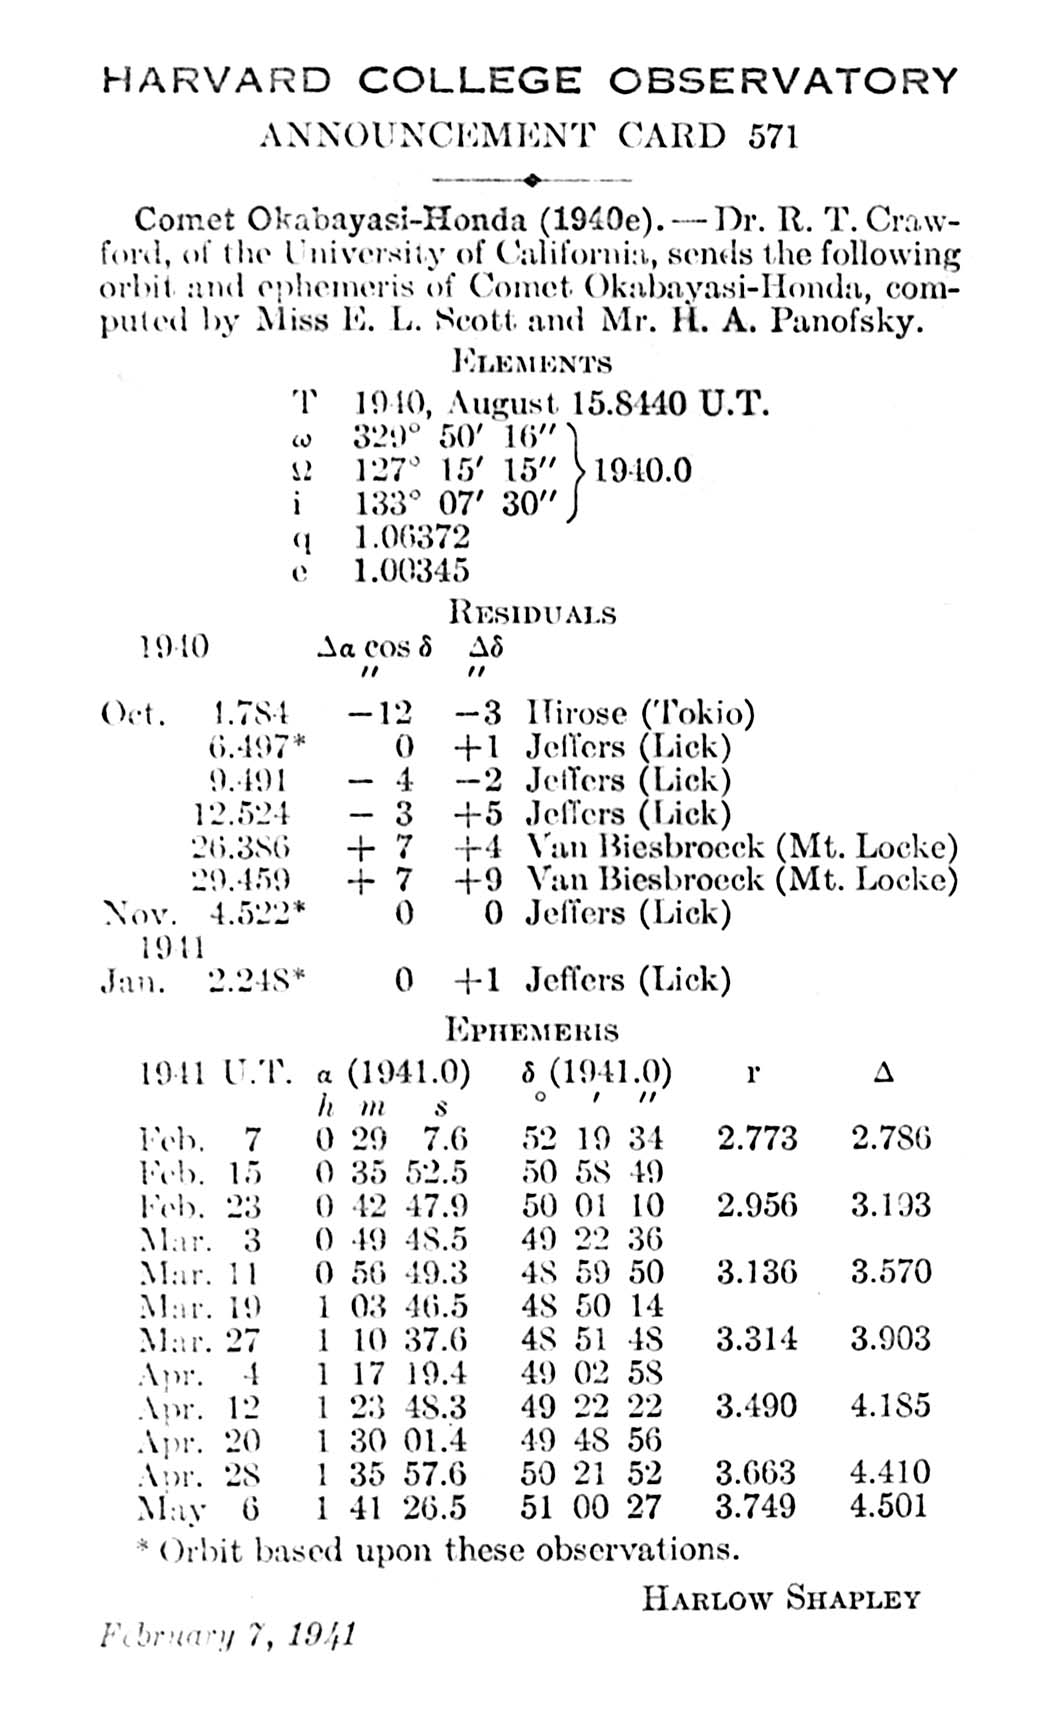 HARVARD COLLEGE OBSERVATORY
ANNOUNCEMENT CARD 571
Comet Okabayasi-Honda (1940e). — Dr. R. T. Craw-
ford, of the University of California, sends the following
orbit and ephemeris of Comet Okabayasi-Honda, com-
puted by Miss E. L. Scott and Mr. H. A. Panofsky.
ELEMENTS
T 1940, August 15.8440 U.T.
ω 329° 50′ 16″
Ω 127° 15′ 15″ } 1940.0
i 133° 07′ 30″
q 1.06372
e 1.00345
RESIDUALS
1940 Δα cos δ Δδ
″ ″
Oct. 1.784 −12 −3 Hirose (Tokio)
6.497* 0 +1 Jeffers (Lick)
9.491 − 4 −2 Jeffers (Lick)
12.524 − 3 +5 Jeffers (Lick)
26.386 + 7 +4 Van Biesbroeck (Mt. Locke)
29.459 + 7 +9 Van Biesbroeck (Mt. Locke)
Nov. 4.522* 0 0 Jeffers (Lick)
1941
Jan. 2.248* 0 +1 Jeffers (Lick)
EPHEMERIS
1941 U.T. α (1941.0) δ (1941.0) r Δ
h m s ° ′ ″
Feb. 7 0 29 7.6 52 19 34 2.773 2.786
Feb. 15 0 35 52.5 50 58 49
Feb. 23 0 42 47.9 50 01 10 2.956 3.193
Mar. 3 0 49 48.5 49 22 36
Mar. 11 0 56 49.3 48 59 50 3.136 3.570
Mar. 19 1 03 46.5 48 50 14
Mar. 27 1 10 37.6 48 51 48 3.314 3.903
Apr. 4 1 17 19.4 49 02 58
Apr. 12 1 23 48.3 49 22 22 3.490 4.185
Apr. 20 1 30 01.4 49 48 56
Apr. 28 1 35 57.6 50 21 52 3.663 4.410
May 6 1 41 26.5 51 00 27 3.749 4.501
* Orbit based upon these observations.
HARLOW SHAPLEY
February 7, 1941